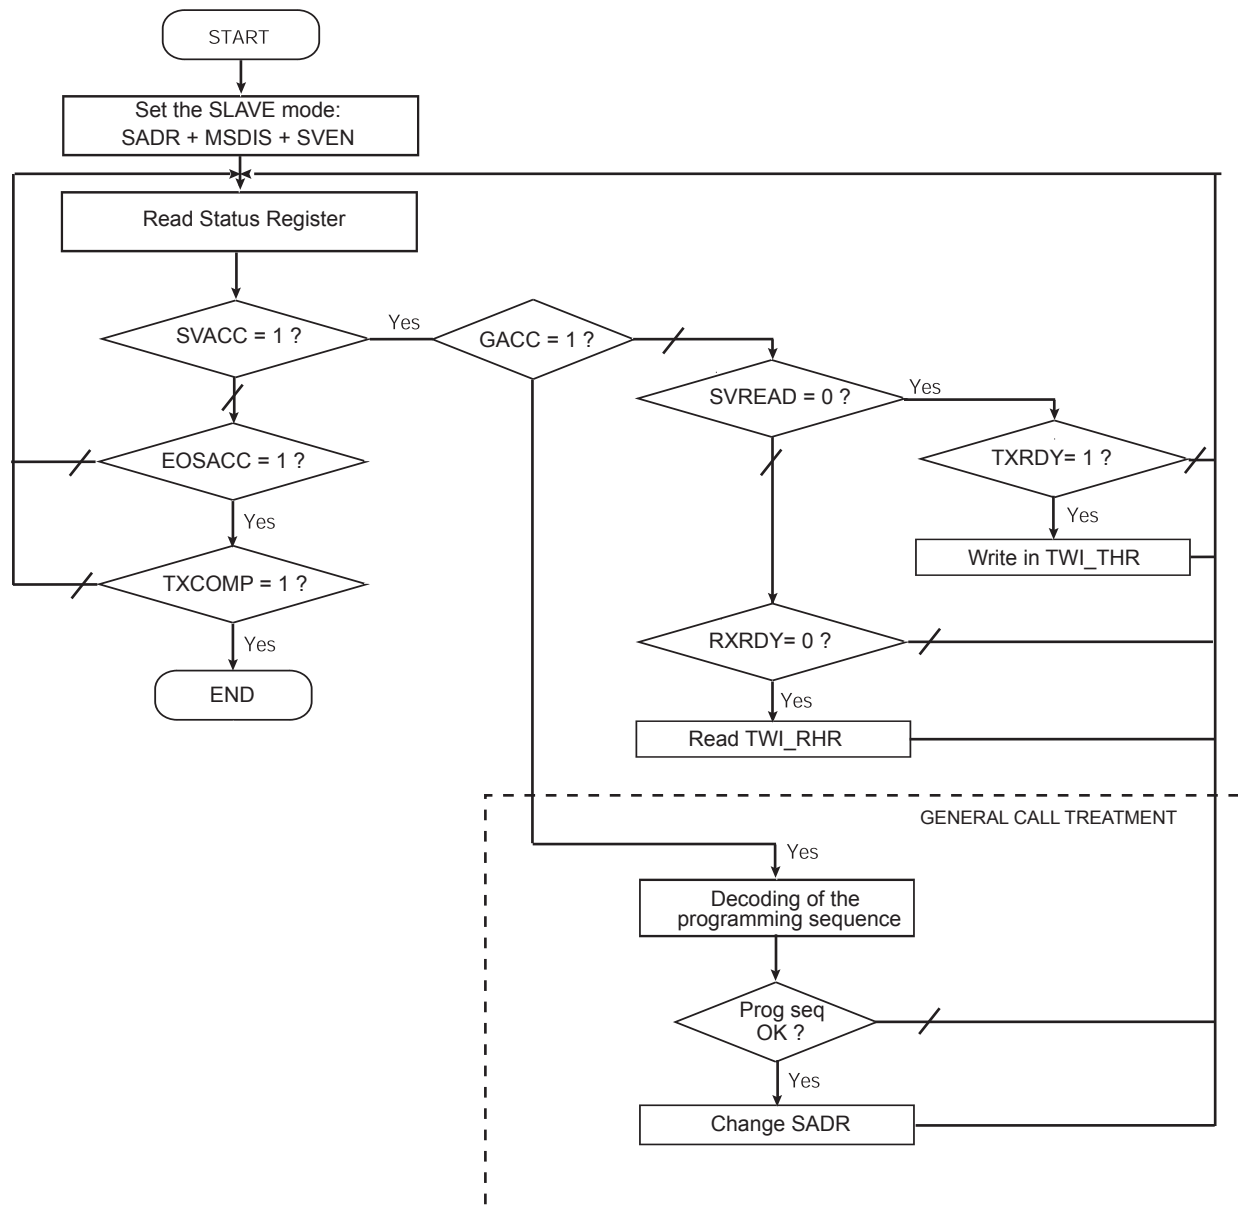 START
Set the SLAVE mode:
SADR + MSDIS + SVEN
Read Status Register
SVACC = 1 ?
Yes
GACC = 1 ?
SVREAD = 0 ?
Yes
EOSACC = 1 ?
TXRDY= 1 ?
Yes
Yes
Write in TWI_THR
TXCOMP = 1 ?
Yes
RXRDY= 0 ?
END
Yes
Read TWI_RHR
GENERAL CALL TREATMENT
Yes
Decoding of the
programming sequence
Prog seq
OK ?
Yes
Change SADR